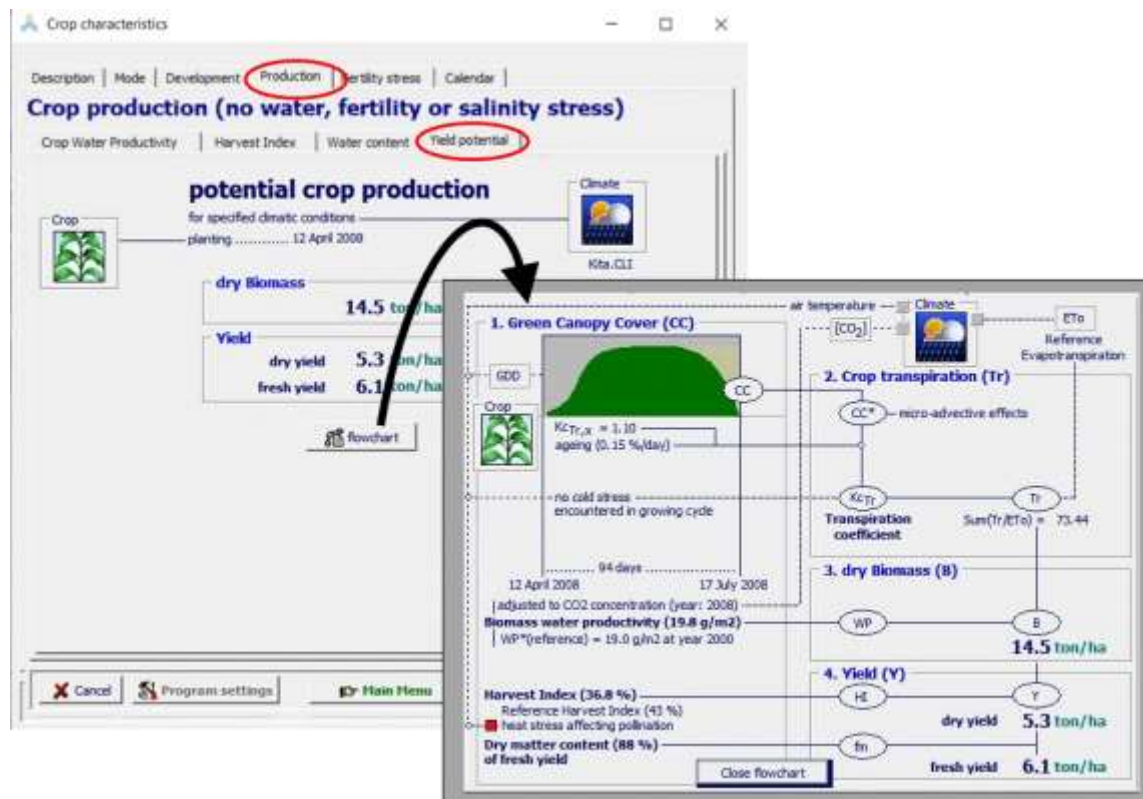 Crop characteristics
Description | Mode | Development | Production | Fertility stress | Calendar
Crop production (no water, fertility or salinity stress)
Crop Water Productivity | Harvest Index | Water content | Yield potential
potential crop production
Climate
for specified climatic conditions
Crop
planting ............. 12 April 2008
Kita.CLI
dry Biomass
14.5 ton/ha
Yield
dry yield 5.3 ton/ha
fresh yield 6.1 ton/ha
flowchart
Cancel
Program settings
Main Menu
air temperature
Climate
1. Green Canopy Cover (CC)
[CO2]
ETo
Reference
Evapotranspiration
GDD
CC
2. Crop transpiration (Tr)
Crop
CC* micro-advective effects
KcTr,x = 1.10
ageing (0.15 %/day)
no cold stress
encountered in growing cycle
KcTr
Tr
Transpiration
coefficient
Sum(Tr/ETo) = 73.44
94 days
12 April 2008
17 July 2008
3. dry Biomass (B)
adjusted to CO2 concentration (year: 2008)
Biomass water productivity (19.8 g/m2)
WP
B
WP*(reference) = 19.0 g/m2 at year 2000
14.5 ton/ha
4. Yield (Y)
Harvest Index (36.8 %)
HI
Y
Reference Harvest Index (43 %)
heat stress affecting pollination
dry yield 5.3 ton/ha
Dry matter content (88 %)
of fresh yield
fm
fresh yield 6.1 ton/ha
Close flowchart